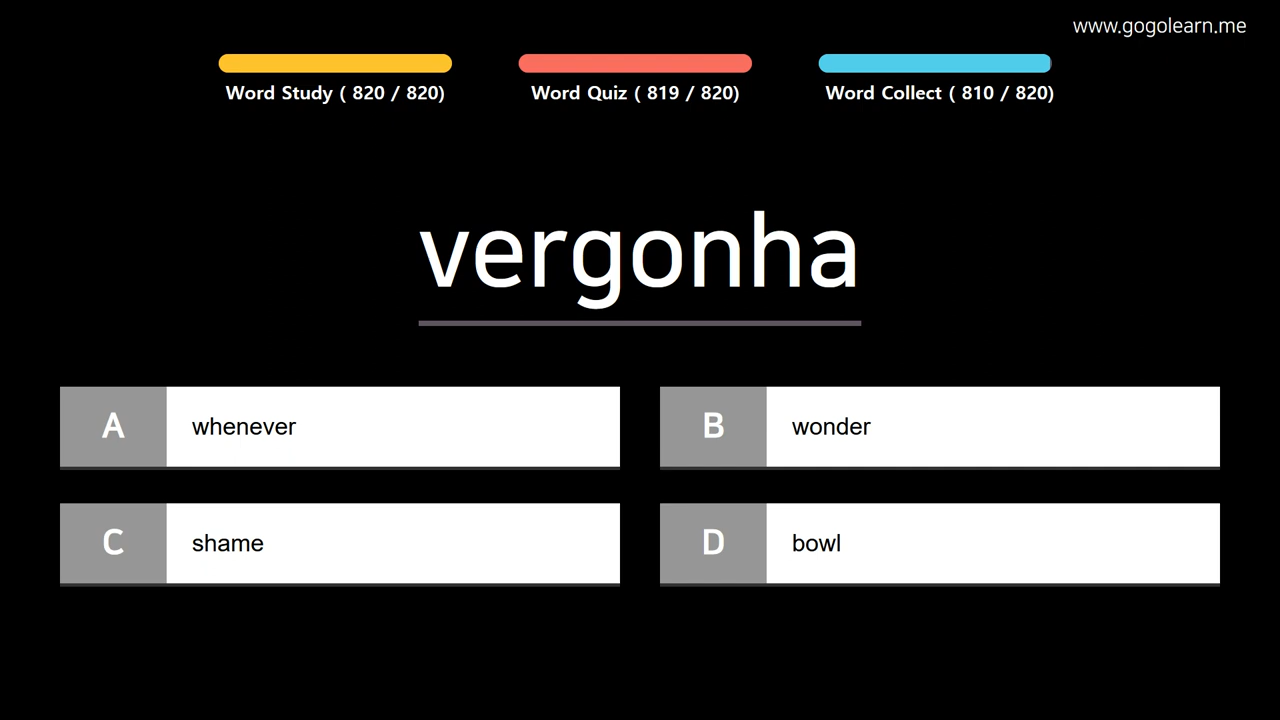 www.gogolearn.me
Word Study ( 820 / 820)
Word Quiz ( 819 / 820)
Word Collect ( 810 / 820)
vergonha
A whenever
B wonder
C shame
D bowl